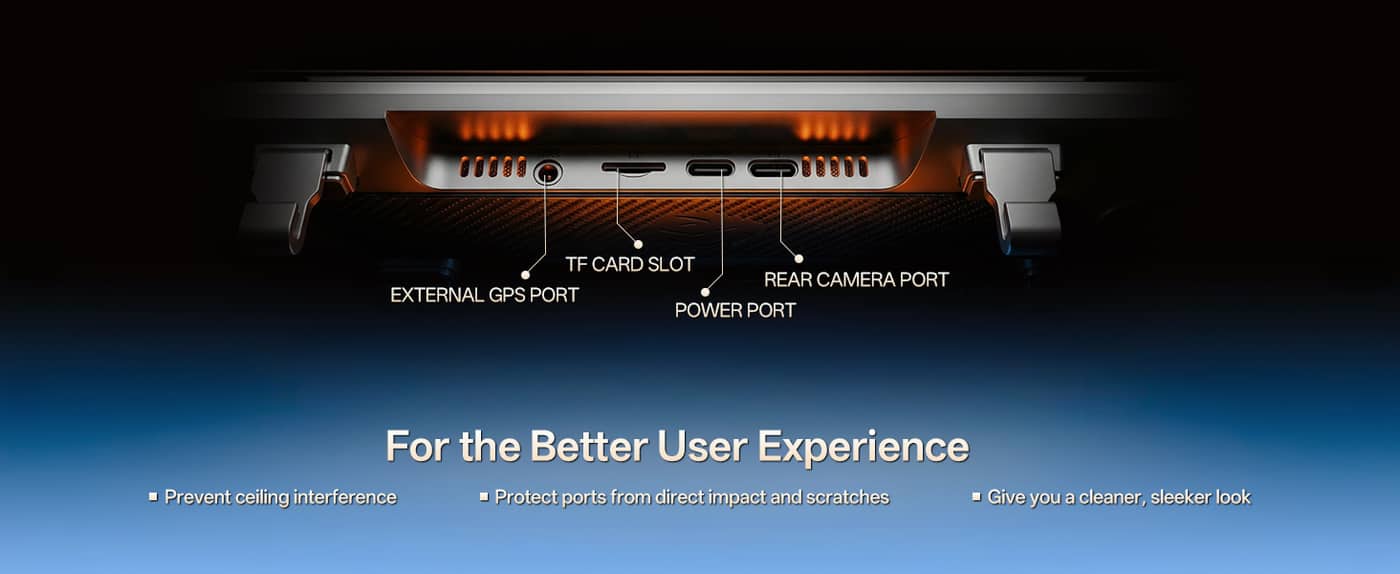 TF CARD SLOT
REAR CAMERA PORT
EXTERNAL GPS PORT
POWER PORT
For the Better User Experience
Prevent ceiling interference
Protect ports from direct impact and scratches
Give you a cleaner, sleeker look